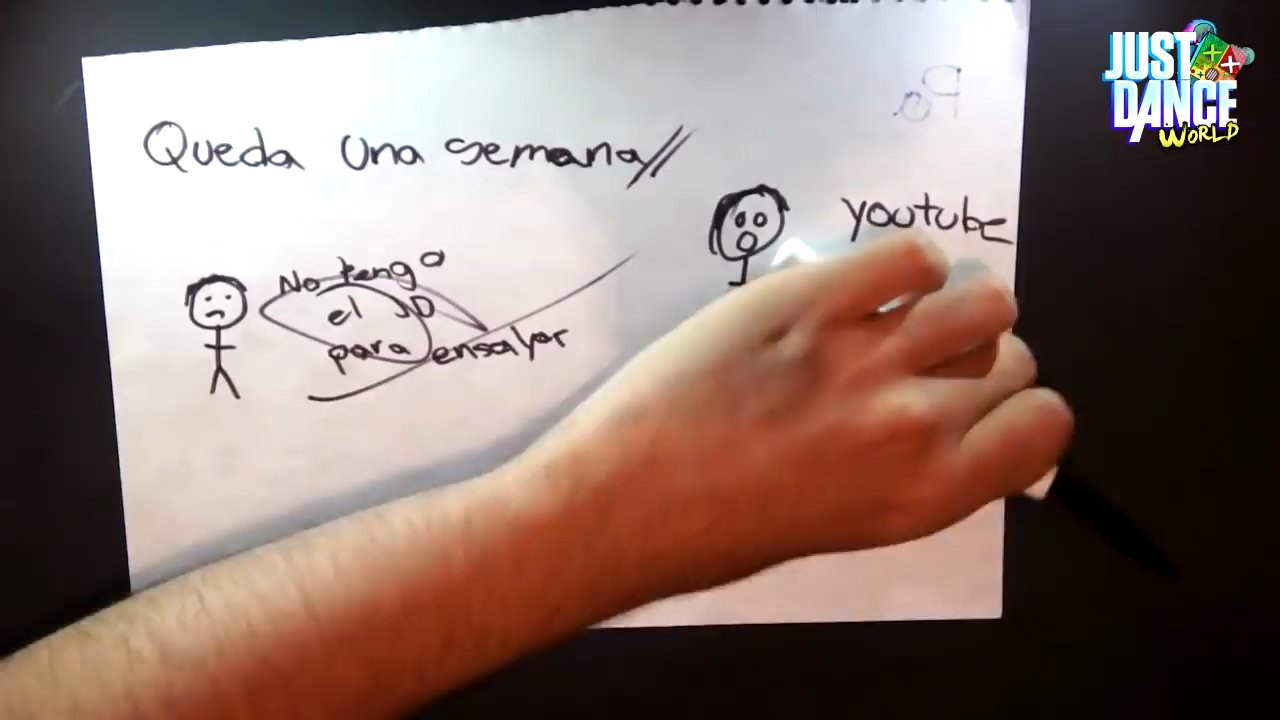 Queda una semana//
No tengo
el JD
para ensayar
youtube
JUST
DANCE
WORLD